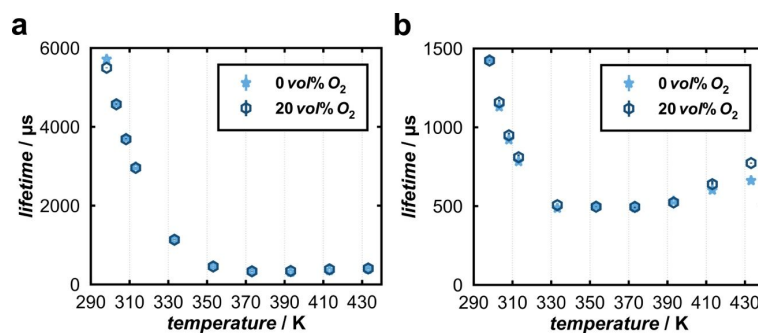 a
6000
4000
2000
0
lifetime / µs
0 vol% O₂
20 vol% O₂
290 310 330 350 370 390 410 430
temperature / K
b
1500
1000
500
0
lifetime / µs
0 vol% O₂
20 vol% O₂
290 310 330 350 370 390 410 430
temperature / K